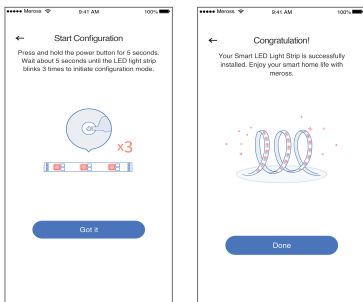 Meross 9:41 AM 100%
Start Configuration
Press and hold the power button for 5 seconds.
Wait about 5 seconds until the LED light strip
blinks 3 times to initiate configuration mode.
x3
Got it
Meross 9:41 AM 100%
Congratulation!
Your Smart LED Light Strip is successfully
installed. Enjoy your smart home life with
meross.
Done